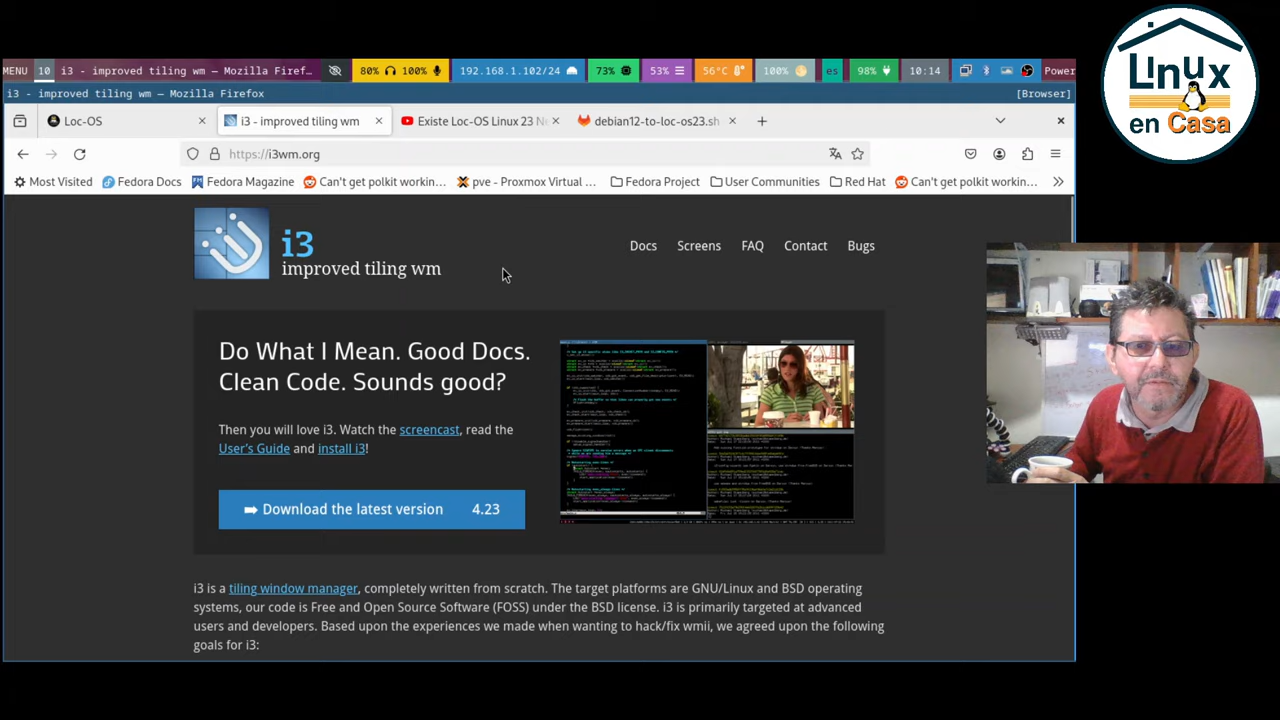 Linux
en Casa
MENU 10 i3 - improved tiling wm — Mozilla Firef… 80% 100% 192.168.1.102/24 73% 53% 56°C 100% es 98% 10:14 Power
i3 - improved tiling wm — Mozilla Firefox [Browser]
Loc-OS i3 - improved tiling wm Existe Loc-OS Linux 23 Ne debian12-to-loc-os23.sh
https://i3wm.org
Most Visited Fedora Docs Fedora Magazine Can't get polkit workin… pve - Proxmox Virtual … Fedora Project User Communities Red Hat Can't get polkit workin…
i3
improved tiling wm
Docs Screens FAQ Contact Bugs
Do What I Mean. Good Docs.
Clean Code. Sounds good?
Then you will love i3. Watch the screencast, read the
User's Guide and install i3!
➡ Download the latest version 4.23
i3 is a tiling window manager, completely written from scratch. The target platforms are GNU/Linux and BSD operating
systems, our code is Free and Open Source Software (FOSS) under the BSD license. i3 is primarily targeted at advanced
users and developers. Based upon the experiences we made when wanting to hack/fix wmii, we agreed upon the following
goals for i3: